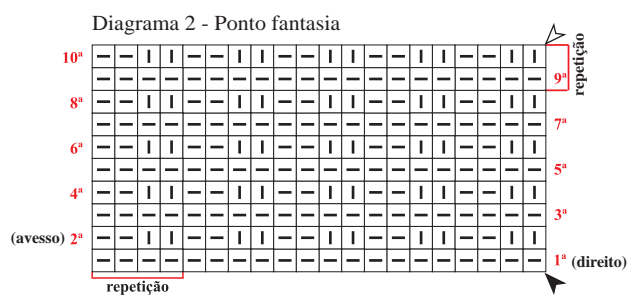 Diagrama 2 - Ponto fantasia
10ª
repetição
9ª
8ª
7ª
6ª
5ª
4ª
3ª
(avesso) 2ª
1ª (direito)
repetição